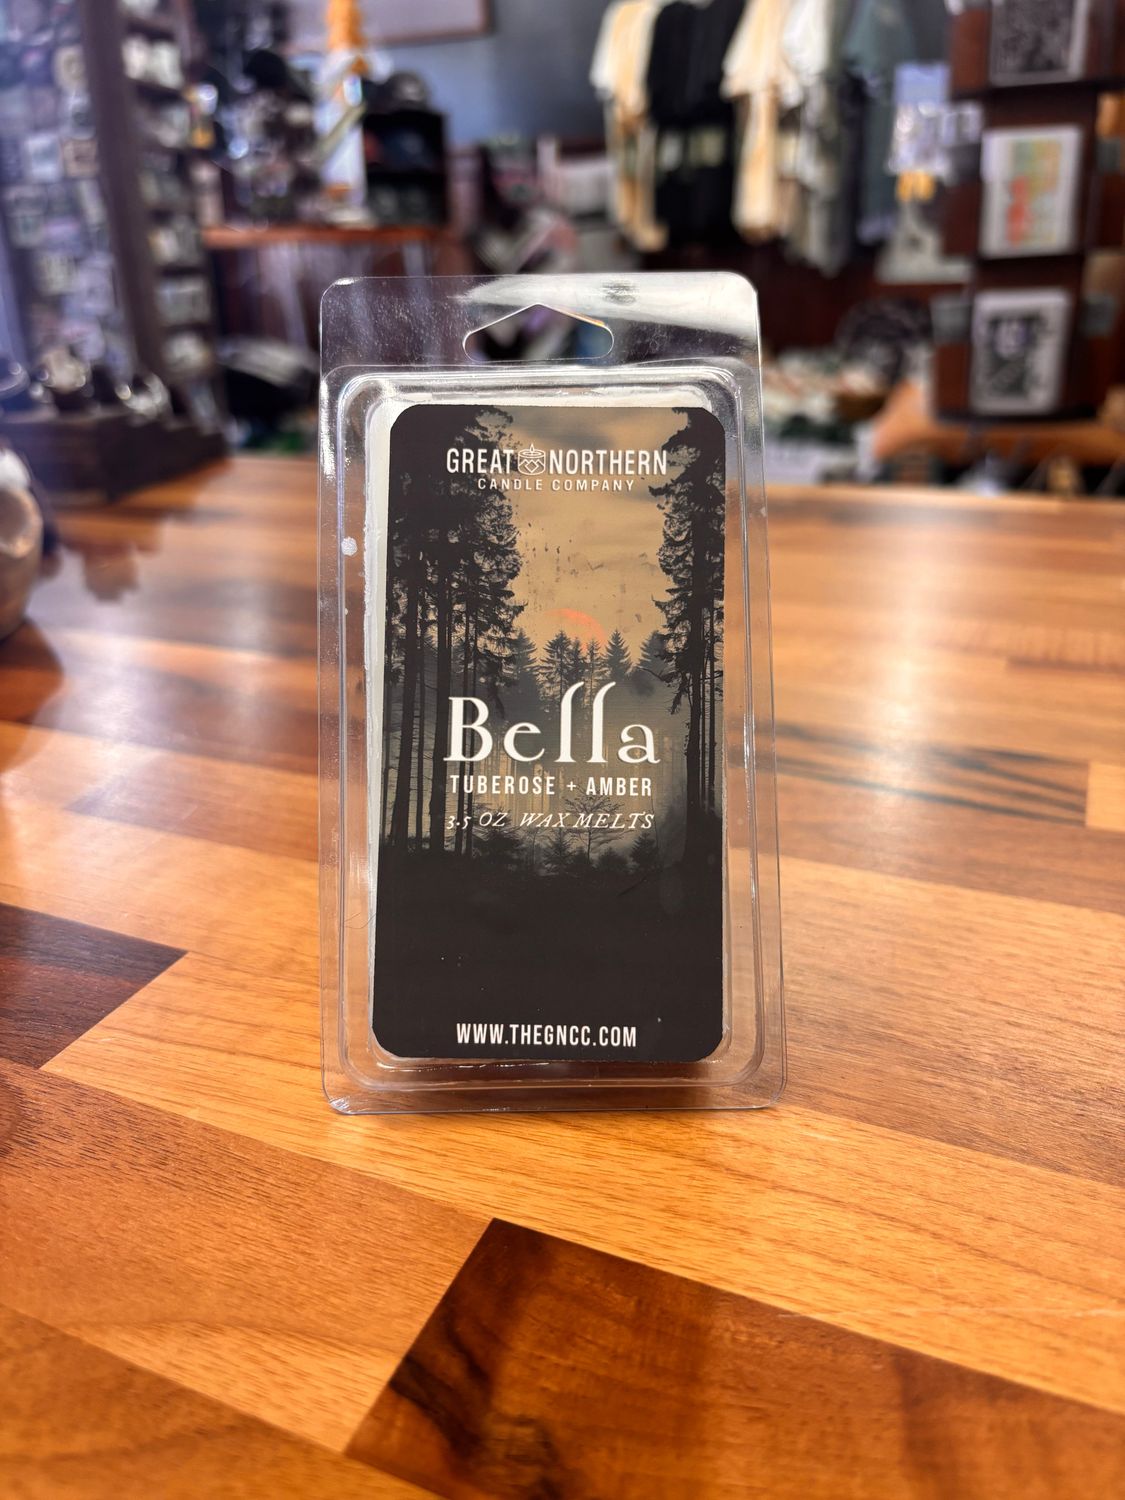 GREAT NORTHERN
CANDLE COMPANY
Bella
TUBEROSE + AMBER
3.5 OZ WAX MELTS
WWW.THEGNCC.COM